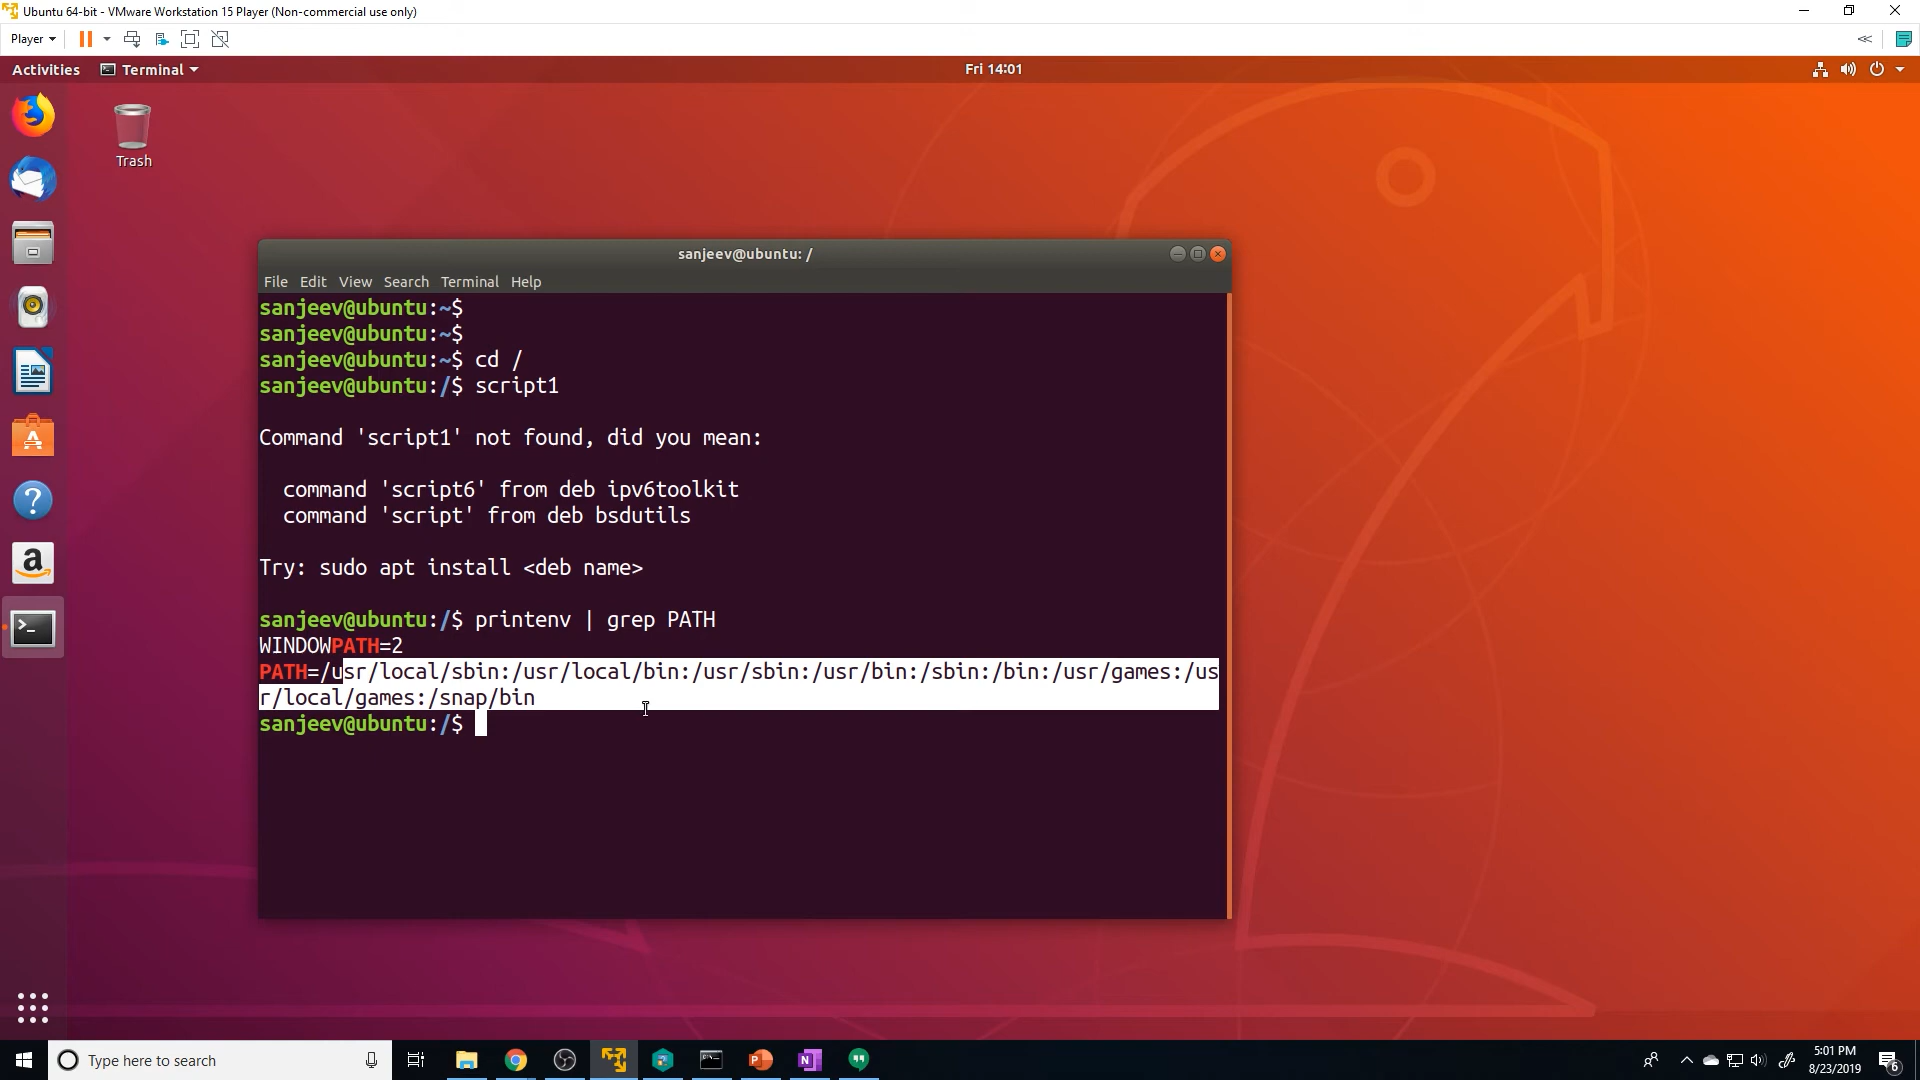 Ubuntu 64-bit - VMware Workstation 15 Player (Non-commercial use only)
Player
Activities Terminal Fri 14:01
Trash
sanjeev@ubuntu: /
File Edit View Search Terminal Help
sanjeev@ubuntu:~$
sanjeev@ubuntu:~$
sanjeev@ubuntu:~$ cd /
sanjeev@ubuntu:/$ script1
Command 'script1' not found, did you mean:
command 'script6' from deb ipv6toolkit
command 'script' from deb bsdutils
Try: sudo apt install <deb name>
sanjeev@ubuntu:/$ printenv | grep PATH
WINDOWPATH=2
PATH=/usr/local/sbin:/usr/local/bin:/usr/sbin:/usr/bin:/sbin:/bin:/usr/games:/us
r/local/games:/snap/bin
sanjeev@ubuntu:/$
Type here to search
5:01 PM
8/23/2019
6